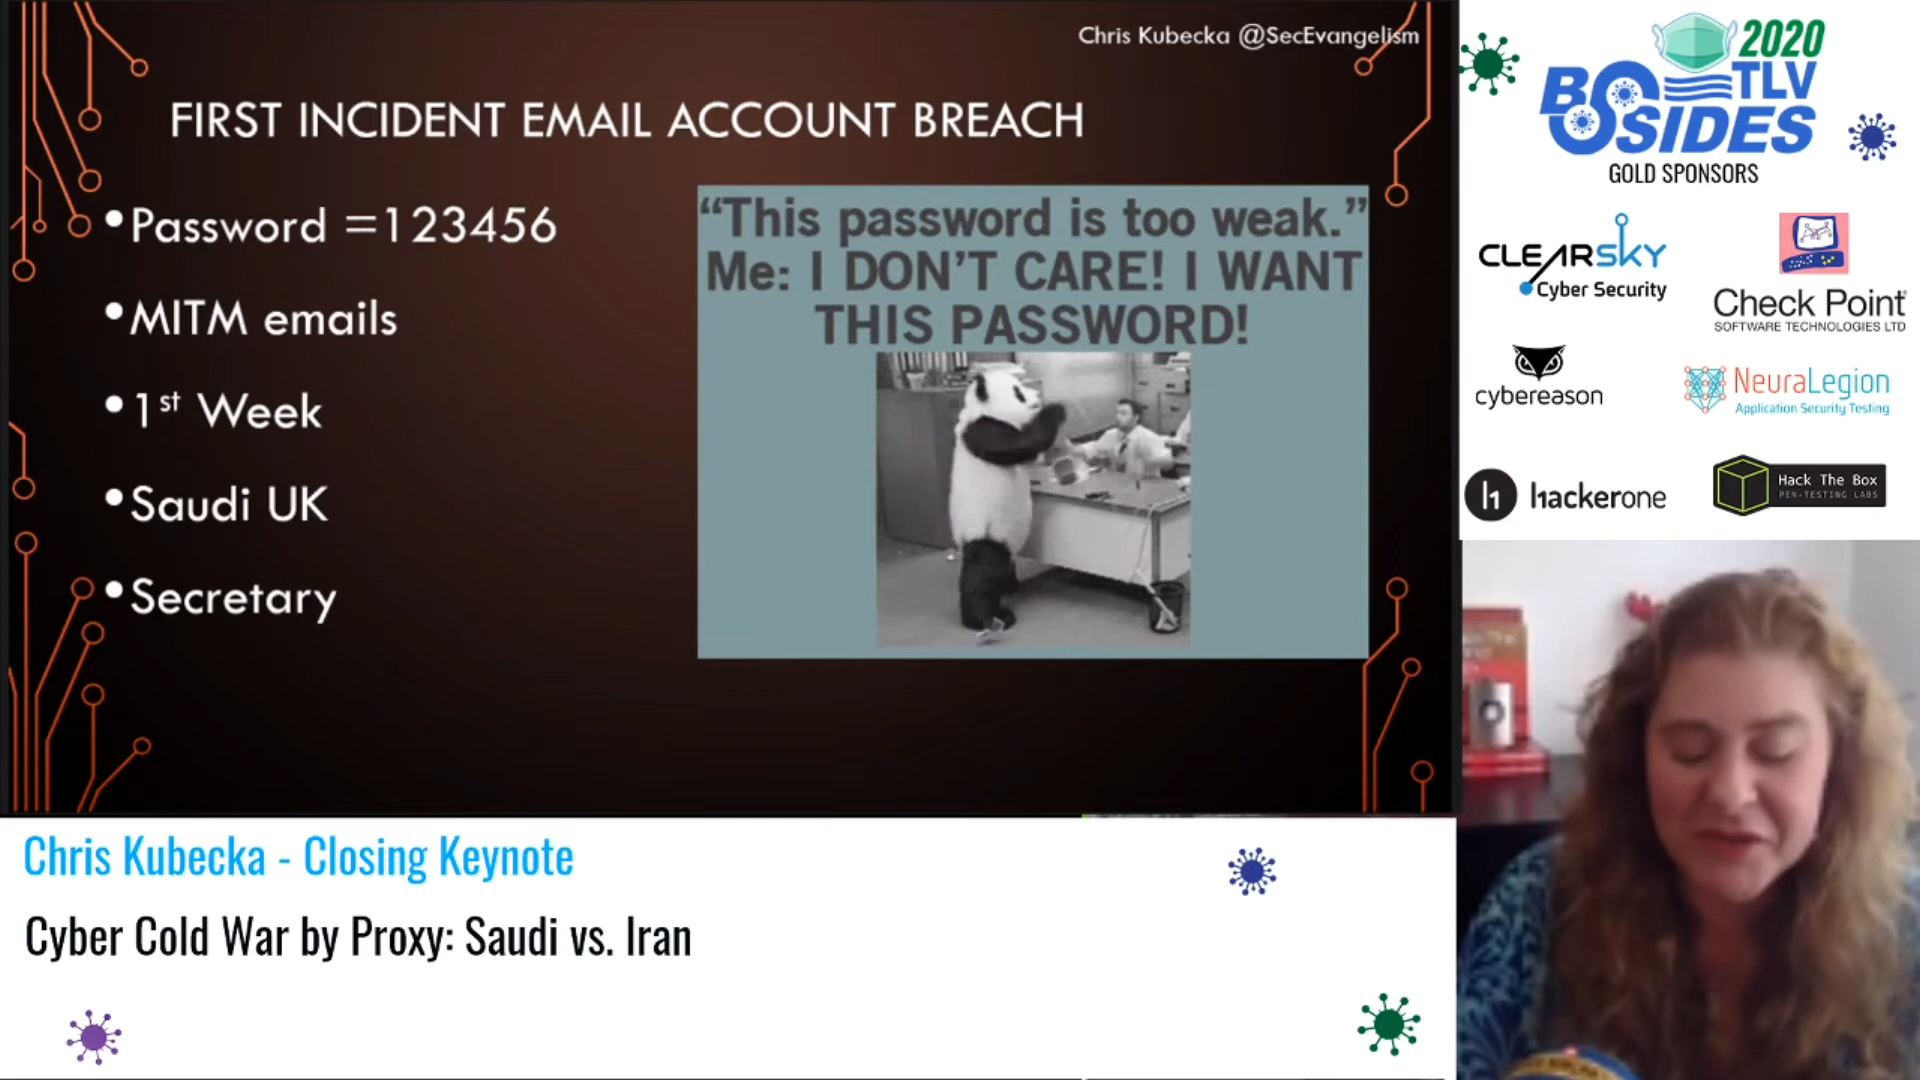 Chris Kubecka @SecEvangelism
FIRST INCIDENT EMAIL ACCOUNT BREACH
•Password =123456
•MITM emails
•1st Week
•Saudi UK
•Secretary
“This password is too weak.”
Me: I DON’T CARE! I WANT
THIS PASSWORD!
Chris Kubecka - Closing Keynote
Cyber Cold War by Proxy: Saudi vs. Iran
2020
BSIDES
TLV
GOLD SPONSORS
CLEARSKY
Cyber Security
Check Point
SOFTWARE TECHNOLOGIES LTD
cybereason
NeuraLegion
Application Security Testing
hackerone
Hack The Box
PEN-TESTING LABS